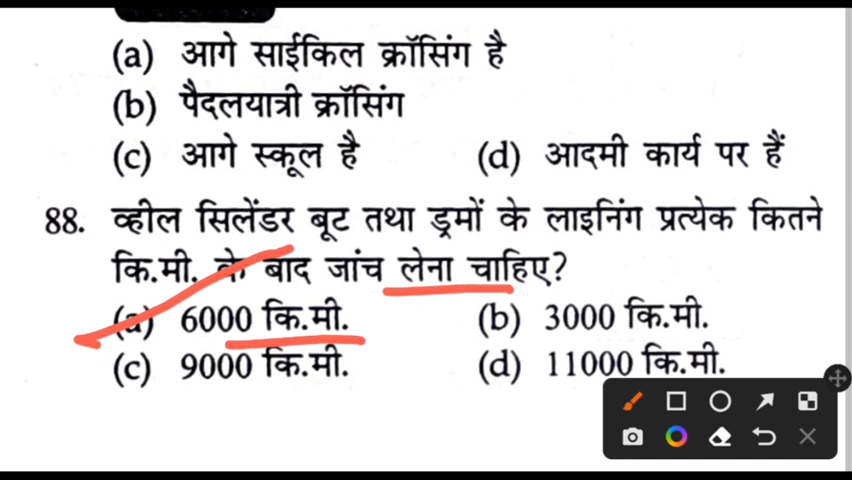 (a) आगे साईकिल क्रॉसिंग है
(b) पैदलयात्री क्रॉसिंग
(c) आगे स्कूल है (d) आदमी कार्य पर हैं
88. व्हील सिलेंडर बूट तथा ड्रमों के लाइनिंग प्रत्येक कितने
कि.मी. के बाद जांच लेना चाहिए?
(a) 6000 कि.मी. (b) 3000 कि.मी.
(c) 9000 कि.मी. (d) 11000 कि.मी.